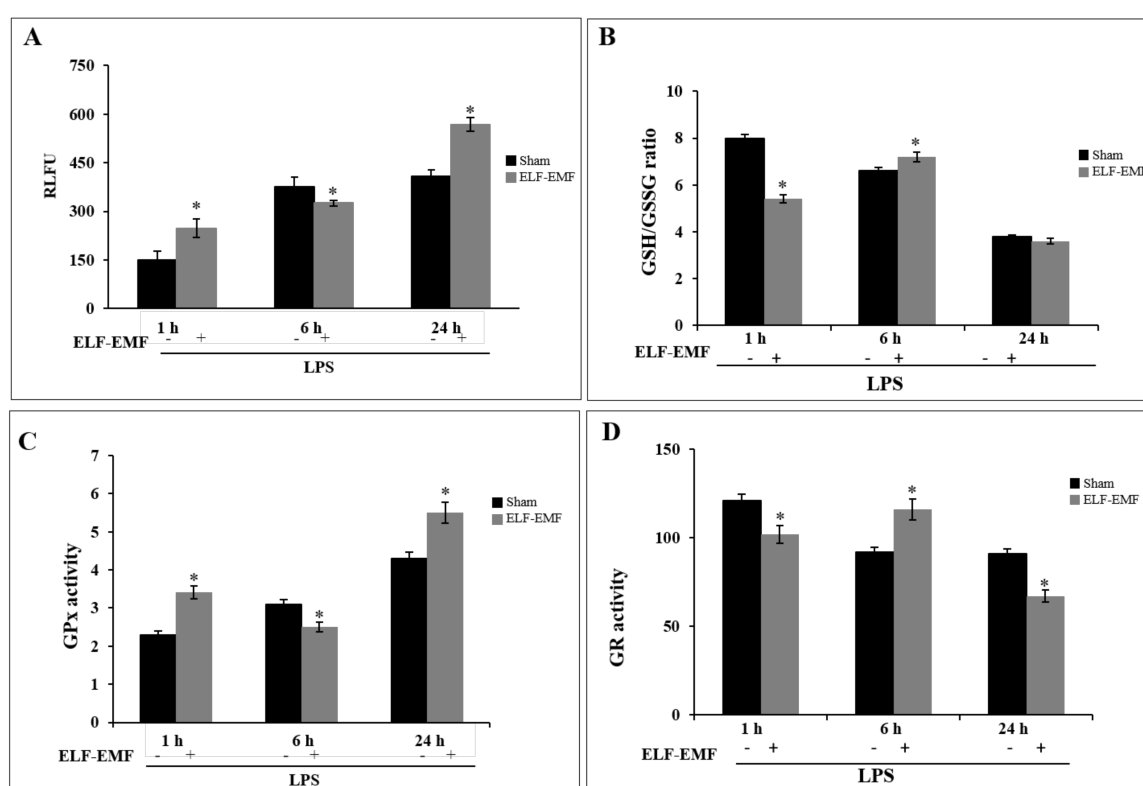 A
750
600
450
300
150
0
RLFU
*
*
*
Sham
ELF-EMF
1 h 6 h 24 h
ELF-EMF - + - + - +
LPS
B
10
8
6
4
2
0
GSH/GSSG ratio
*
*
Sham
ELF-EMF
1 h 6 h 24 h
ELF-EMF
- + - + - +
LPS
C
7
6
5
4
3
2
1
0
GPx activity
*
*
*
Sham
ELF-EMF
1 h 6 h 24 h
ELF-EMF - + - + - +
LPS
D
150
100
50
0
GR activity
*
*
*
Sham
ELF-EMF
1 h 6 h 24 h
ELF-EMF - + - + - +
LPS